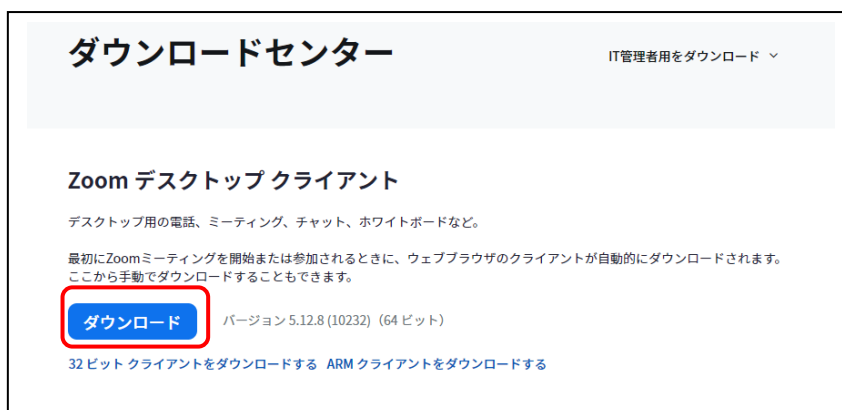 ダウンロードセンター
IT管理者用をダウンロード
Zoom デスクトップ クライアント
デスクトップ用の電話、ミーティング、チャット、ホワイトボードなど。
最初にZoomミーティングを開始または参加されるときに、ウェブブラウザのクライアントが自動的にダウンロードされます。
ここから手動でダウンロードすることもできます。
ダウンロード
バージョン 5.12.8 (10232)（64 ビット）
32 ビット クライアントをダウンロードする ARM クライアントをダウンロードする